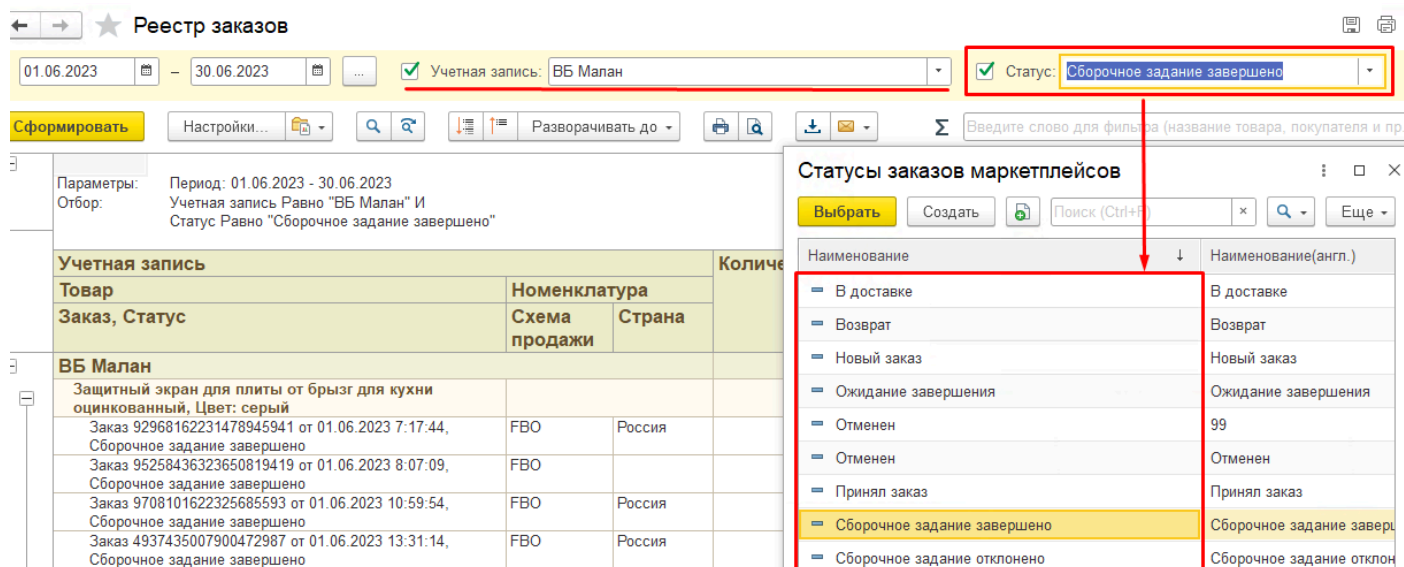 Реестр заказов
01.06.2023 – 30.06.2023 ... Учетная запись: ВБ Малан Статус: Сборочное задание завершено
Сформировать Настройки... Разворачивать до Σ Введите слово для фильтра (название товара, покупателя и пр.
Параметры: Период: 01.06.2023 - 30.06.2023
Отбор: Учетная запись Равно "ВБ Малан" И
Статус Равно "Сборочное задание завершено"
Учетная запись Количе
Товар Номенклатура
Заказ, Статус Схема продажи Страна
ВБ Малан
Защитный экран для плиты от брызг для кухни
оцинкованный, Цвет: серый
Заказ 92968162231478945941 от 01.06.2023 7:17:44, FBO Россия
Сборочное задание завершено
Заказ 95258436323650819419 от 01.06.2023 8:07:09, FBO
Сборочное задание завершено
Заказ 9708101622325685593 от 01.06.2023 10:59:54, FBO Россия
Сборочное задание завершено
Заказ 4937435007900472987 от 01.06.2023 13:31:14, FBO Россия
Сборочное задание завершено
Статусы заказов маркетплейсов
Выбрать Создать Поиск (Ctrl+F) Еще
Наименование ↓ Наименование(англ.)
В доставке В доставке
Возврат Возврат
Новый заказ Новый заказ
Ожидание завершения Ожидание завершения
Отменен 99
Отменен Отменен
Принял заказ Принял заказ
Сборочное задание завершено Сборочное задание заверш
Сборочное задание отклонено Сборочное задание отклон